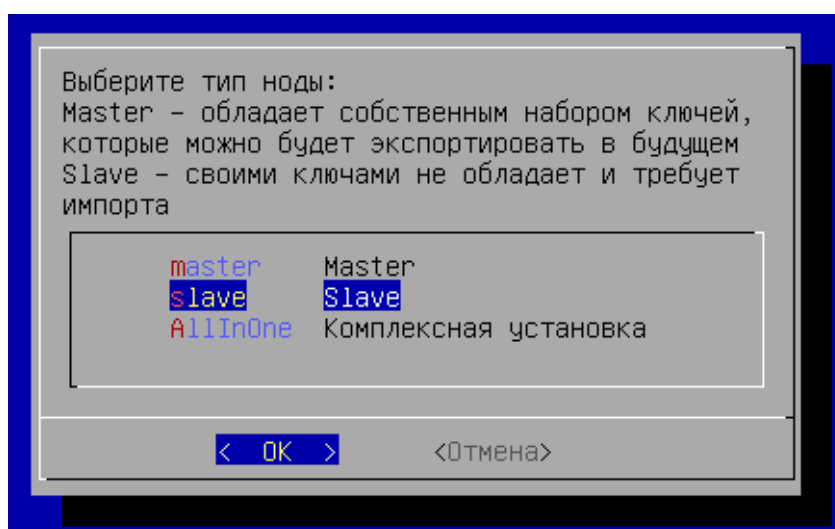 Выберите тип ноды:
Master – обладает собственным набором ключей,
которые можно будет экспортировать в будущем
Slave – своими ключами не обладает и требует
импорта
master Master
slave Slave
AllInOne Комплексная установка
< OK > <Отмена>